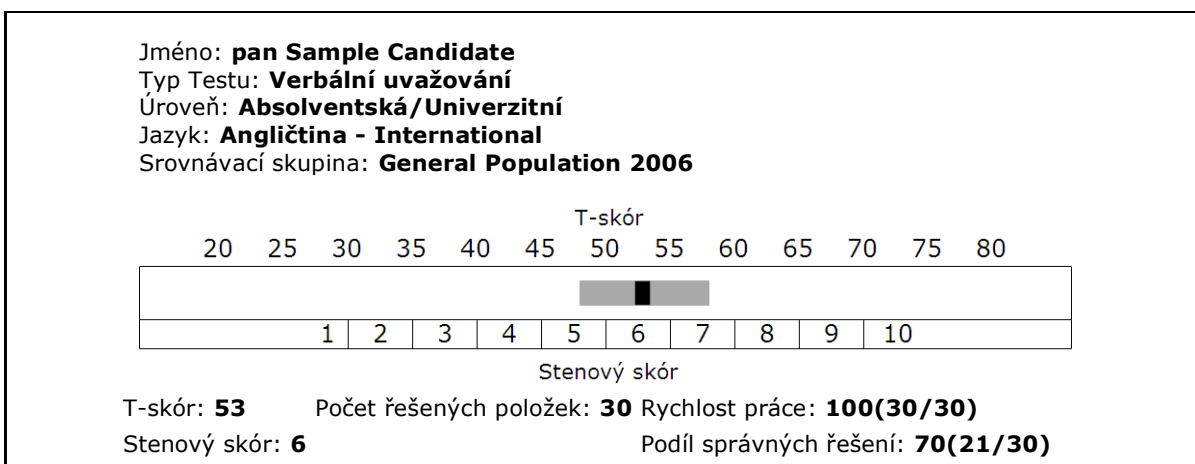 Jméno: pan Sample Candidate
Typ Testu: Verbální uvažování
Úroveň: Absolventská/Univerzitní
Jazyk: Angličtina - International
Srovnávací skupina: General Population 2006
T-skór
20 25 30 35 40 45 50 55 60 65 70 75 80
1 2 3 4 5 6 7 8 9 10
Stenový skór
T-skór: 53 Počet řešených položek: 30 Rychlost práce: 100(30/30)
Stenový skór: 6 Podíl správných řešení: 70(21/30)